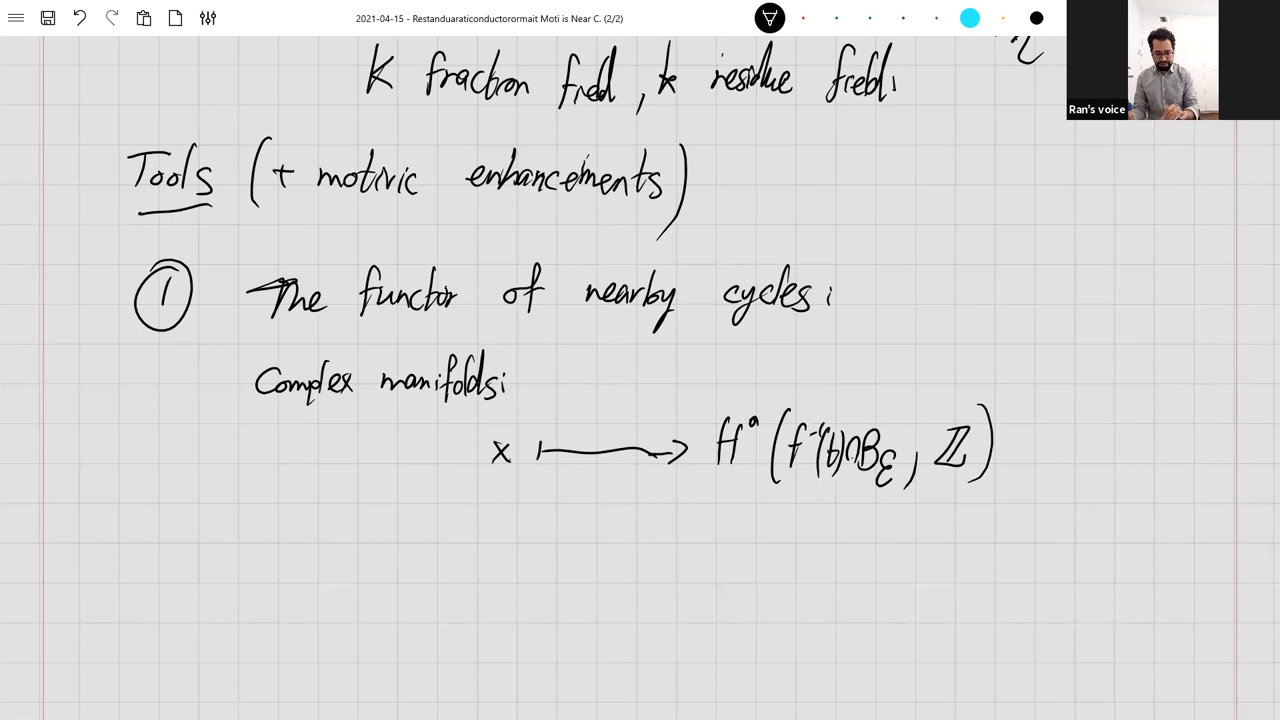 2021-04-15 - Restanduaraticonductorormait Moti is Near C. (2/2)
Ran's voice
K fraction field, k residue field.
Tools (+ motivic enhancements)
1 The functor of nearby cycles:
Complex manifolds:
x ⟼ Hⁿ (f⁻¹(t)∩B_ε, ℤ)